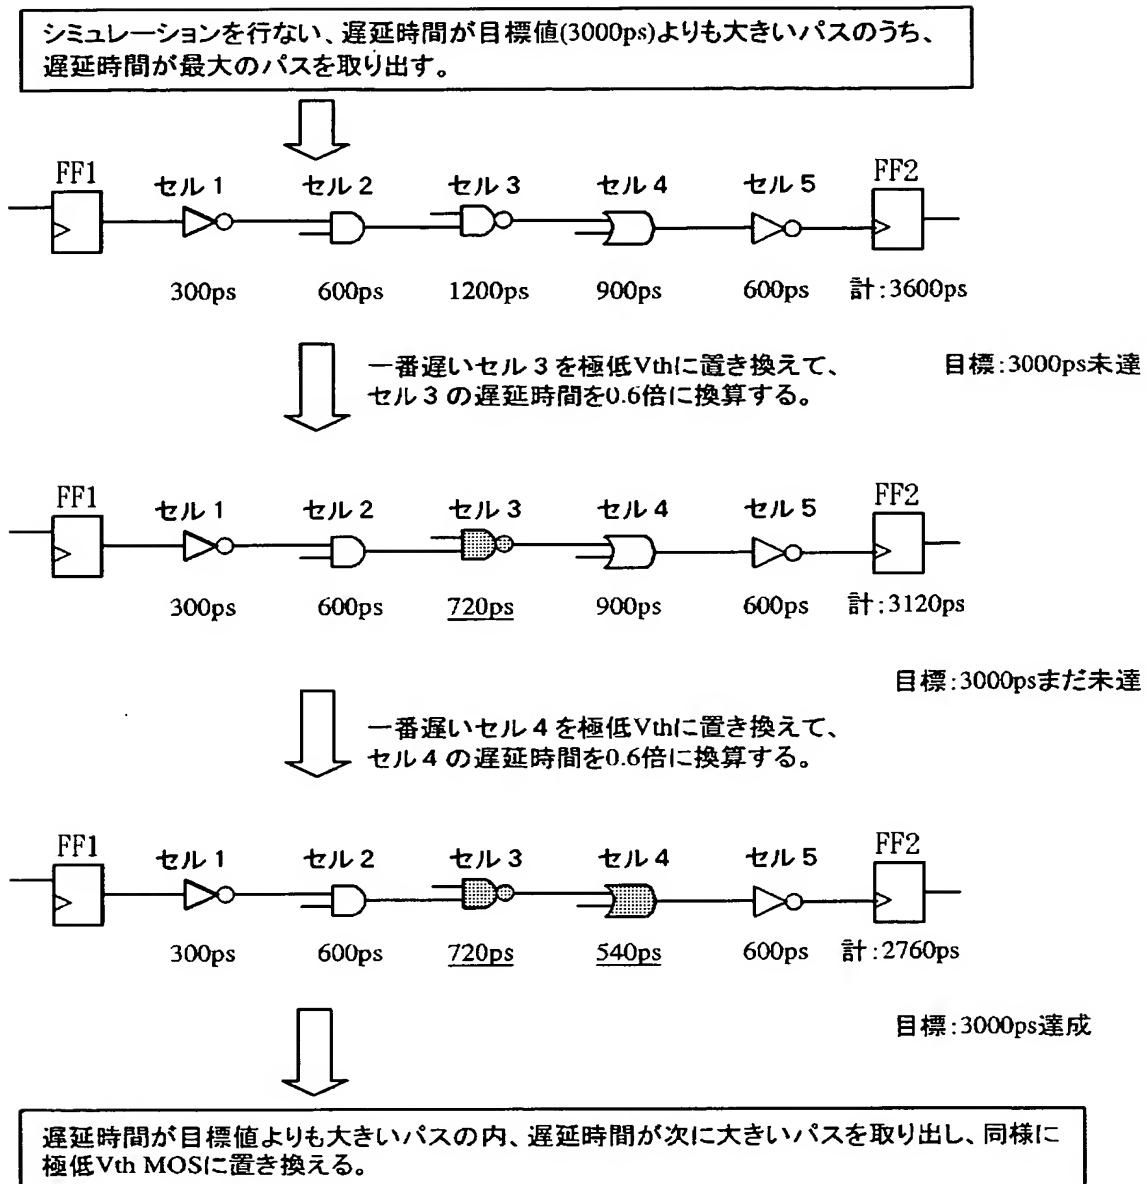 シミュレーションを行ない、遅延時間が目標値(3000ps)よりも大きいパスのうち、
遅延時間が最大のパスを取り出す。
FF1 セル1 セル2 セル3 セル4 セル5 FF2
300ps 600ps 1200ps 900ps 600ps 計:3600ps
一番遅いセル3を極低Vthに置き換えて、 目標:3000ps未達
セル3の遅延時間を0.6倍に換算する。
FF1 セル1 セル2 セル3 セル4 セル5 FF2
300ps 600ps 720ps 900ps 600ps 計:3120ps
目標:3000psまだ未達
一番遅いセル4を極低Vthに置き換えて、
セル4の遅延時間を0.6倍に換算する。
FF1 セル1 セル2 セル3 セル4 セル5 FF2
300ps 600ps 720ps 540ps 600ps 計:2760ps
目標:3000ps達成
遅延時間が目標値よりも大きいパスの内、遅延時間が次に大きいパスを取り出し、同様に
極低Vth MOSに置き換える。